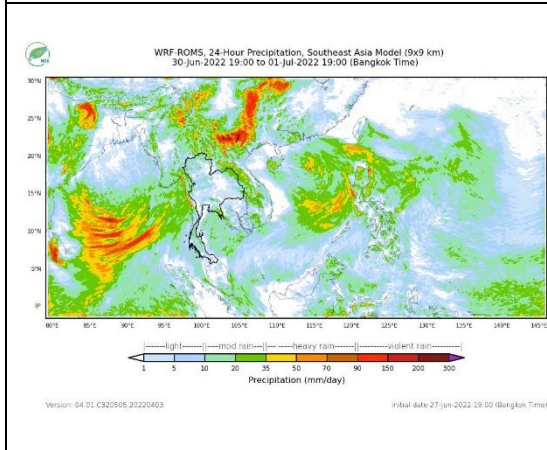 WRF-ROMS, 24-Hour Precipitation, Southeast Asia Model (9x9 km)
30-Jun-2022 19:00 to 01-Jul-2022 19:00 (Bangkok Time)
30°N
25°N
20°N
15°N
10°N
5°N
0°
80°E 85°E 90°E 95°E 100°E 105°E 110°E 115°E 120°E 125°E 130°E 135°E 140°E 145°E
|-------light-------||----mod.rain---||--- -----heavy rain-------||-----------violent rain----------|
1 5 10 20 35 50 70 90 150 200 300
Precipitation (mm/day)
Version: 04.01.C320505.20220403 initial date 27-Jun-2022 19:00 (Bangkok Time)